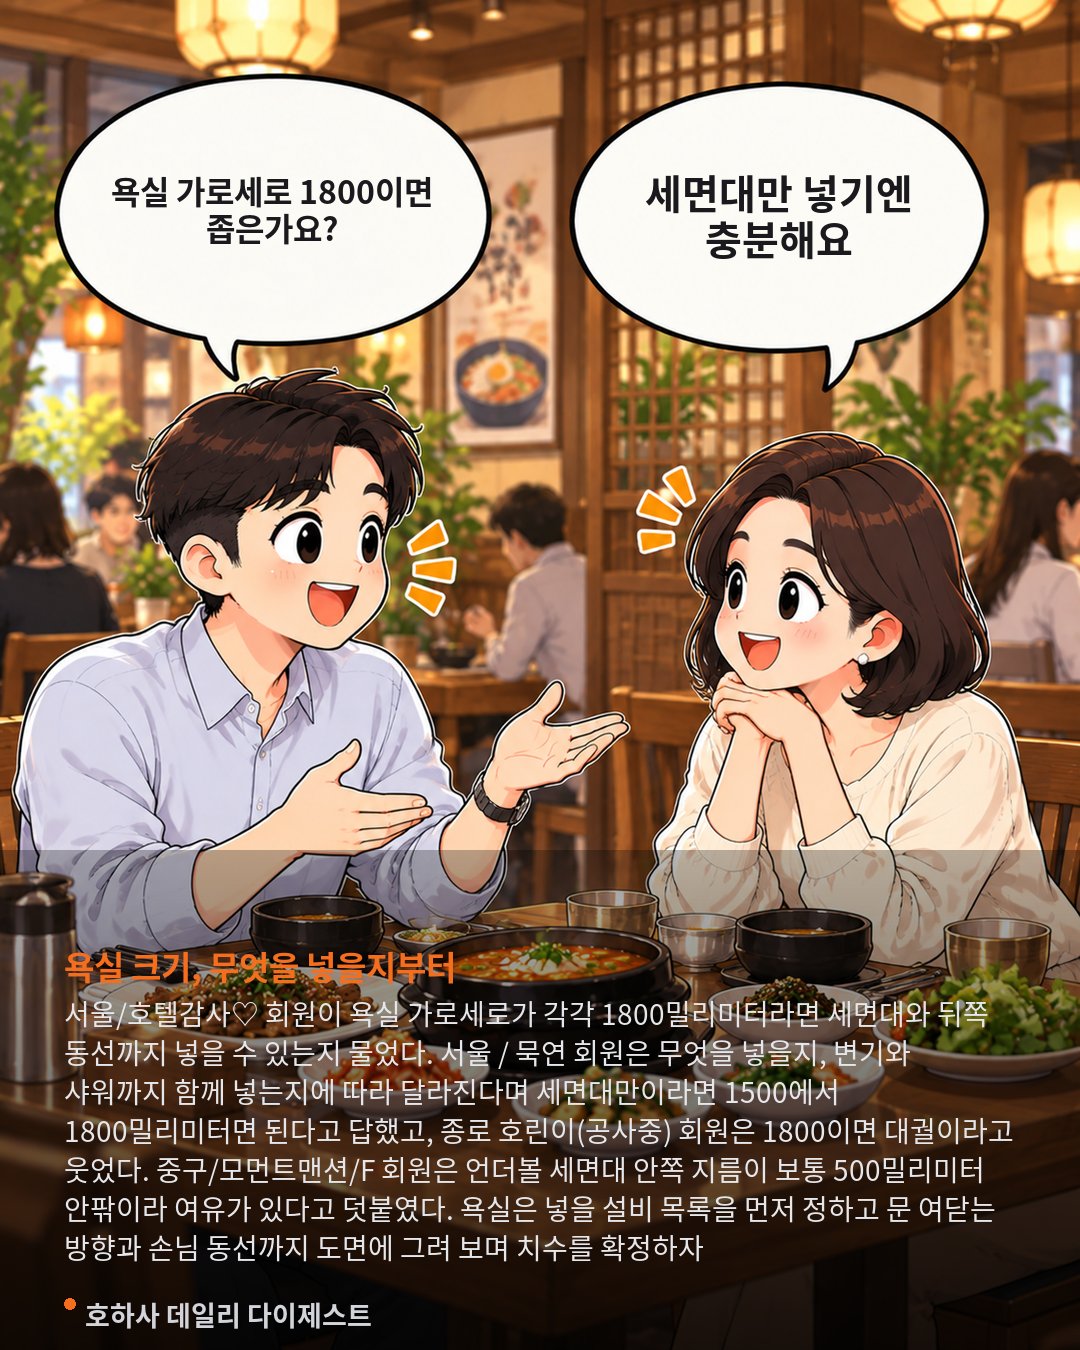 욕실 가로세로 1800이면
좁은가요?
세면대만 넣기엔
충분해요
욕실 크기, 무엇을 넣을지부터
서울/호텔감사♡ 회원이 욕실 가로세로가 각각 1800밀리미터라면 세면대와 뒤쪽
동선까지 넣을 수 있는지 물었다. 서울 / 묵연 회원은 무엇을 넣을지, 변기와
샤워까지 함께 넣는지에 따라 달라진다며 세면대만이라면 1500에서
1800밀리미터면 된다고 답했고, 종로 호린이(공사중) 회원은 1800이면 대궐이라고
웃었다. 중구/모먼트맨션/F 회원은 언더볼 세면대 안쪽 지름이 보통 500밀리미터
안팎이라 여유가 있다고 덧붙였다. 욕실은 넣을 설비 목록을 먼저 정하고 문 여닫는
방향과 손님 동선까지 도면에 그려 보며 치수를 확정하자
호하사 데일리 다이제스트